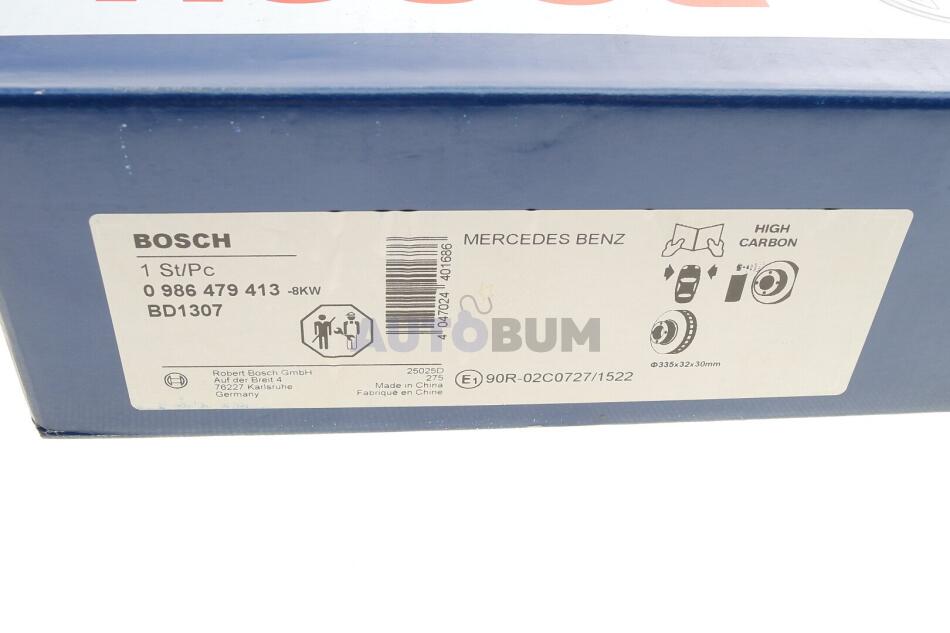 BOSCH
1 St/Pc
0 986 479 413 -8KW
BD1307
4 047024 401686
MERCEDES BENZ
HIGH
CARBON
Φ335x32x30mm
AUTOBUM
Robert Bosch GmbH
Auf der Breit 4
76227 Karlsruhe
Germany
25025D
275
Made in China
Fabriqué en Chine
E1 90R-02C0727/1522